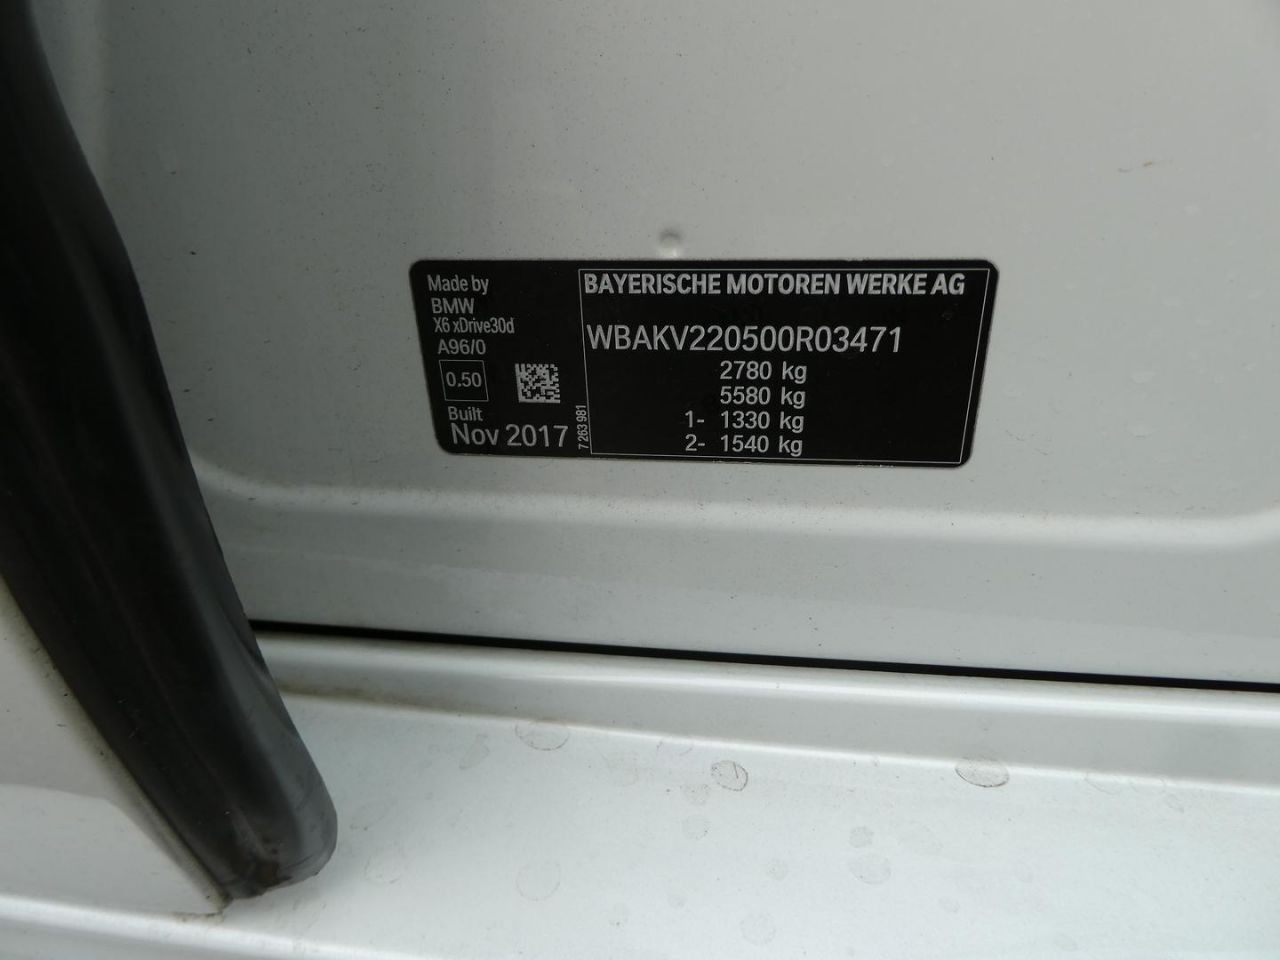 Made by
BMW
X6 xDrive30d
A96/0
0.50
Built
Nov 2017
7 263 981
BAYERISCHE MOTOREN WERKE AG
WBAKV220500R03471
2780 kg
5580 kg
1- 1330 kg
2- 1540 kg